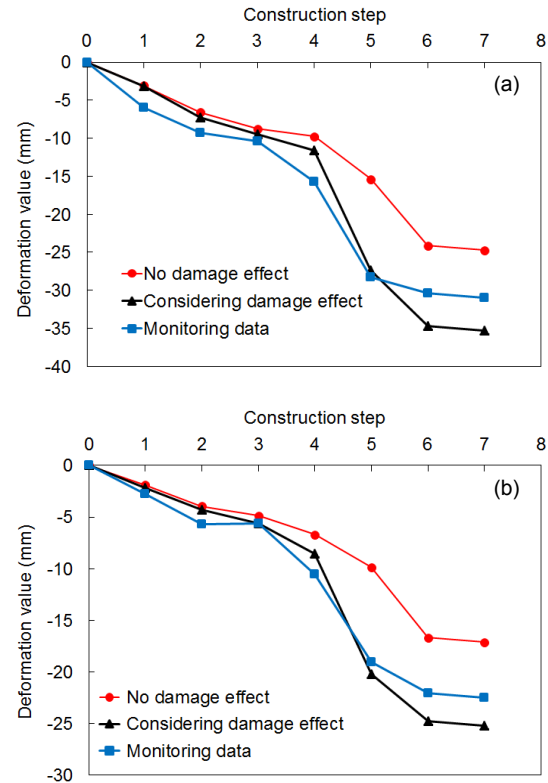 Construction step
0 1 2 3 4 5 6 7 8
(a)
0
-5
-10
-15
-20
-25
-30
-35
-40
Deformation value (mm)
No damage effect
Considering damage effect
Monitoring data
Construction step
0 1 2 3 4 5 6 7 8
(b)
0
-5
-10
-15
-20
-25
-30
Deformation value (mm)
No damage effect
Considering damage effect
Monitoring data